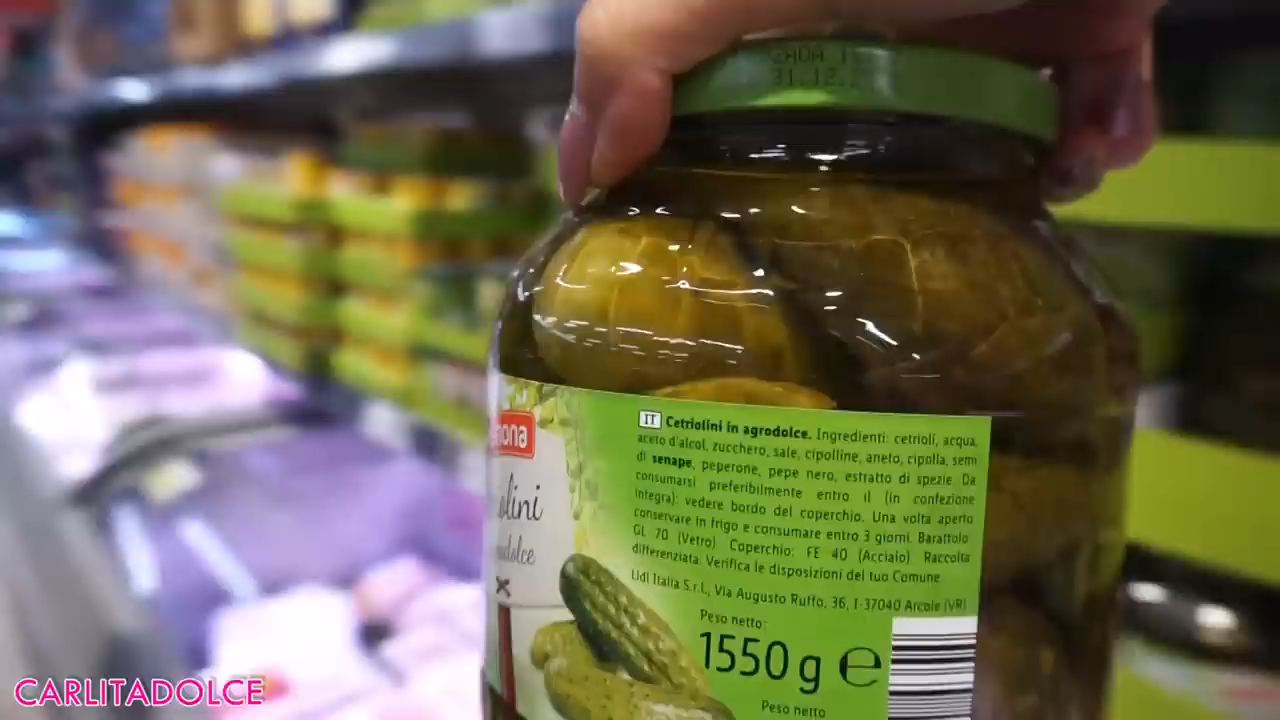 31.12.
IT Cetriolini in agrodolce. Ingredienti: cetrioli, acqua,
aceto d'alcol, zucchero, sale, cipolline, aneto, cipolla, semi
di senape, peperone, pepe nero, estratto di spezie. Da
consumarsi preferibilmente entro il (in confezione
integra): vedere bordo del coperchio. Una volta aperto
conservare in frigo e consumare entro 3 giorni. Barattolo:
GL 70 (Vetro). Coperchio: FE 40 (Acciaio). Raccolta
differenziata. Verifica le disposizioni del tuo Comune.
Lidl Italia S.r.l., Via Augusto Ruffo, 36, I-37040 Arcole (VR)
Peso netto:
1550 g ℮
Peso netto
CARLITADOLCE